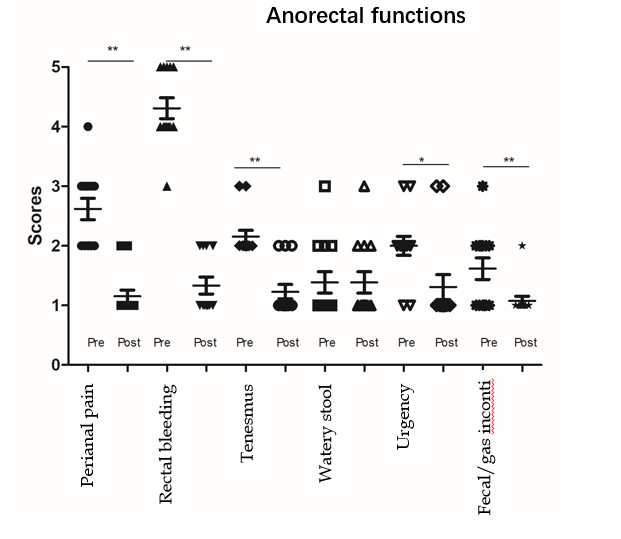 Anorectal functions
** **
5
4
** * **
3
Scores
2
1
Pre Post Pre Post Pre Post Pre Post Pre Post Pre Post
0
Perianal pain
Rectal bleeding
Tenesmus
Watery stool
Urgency
Fecal/gas inconti